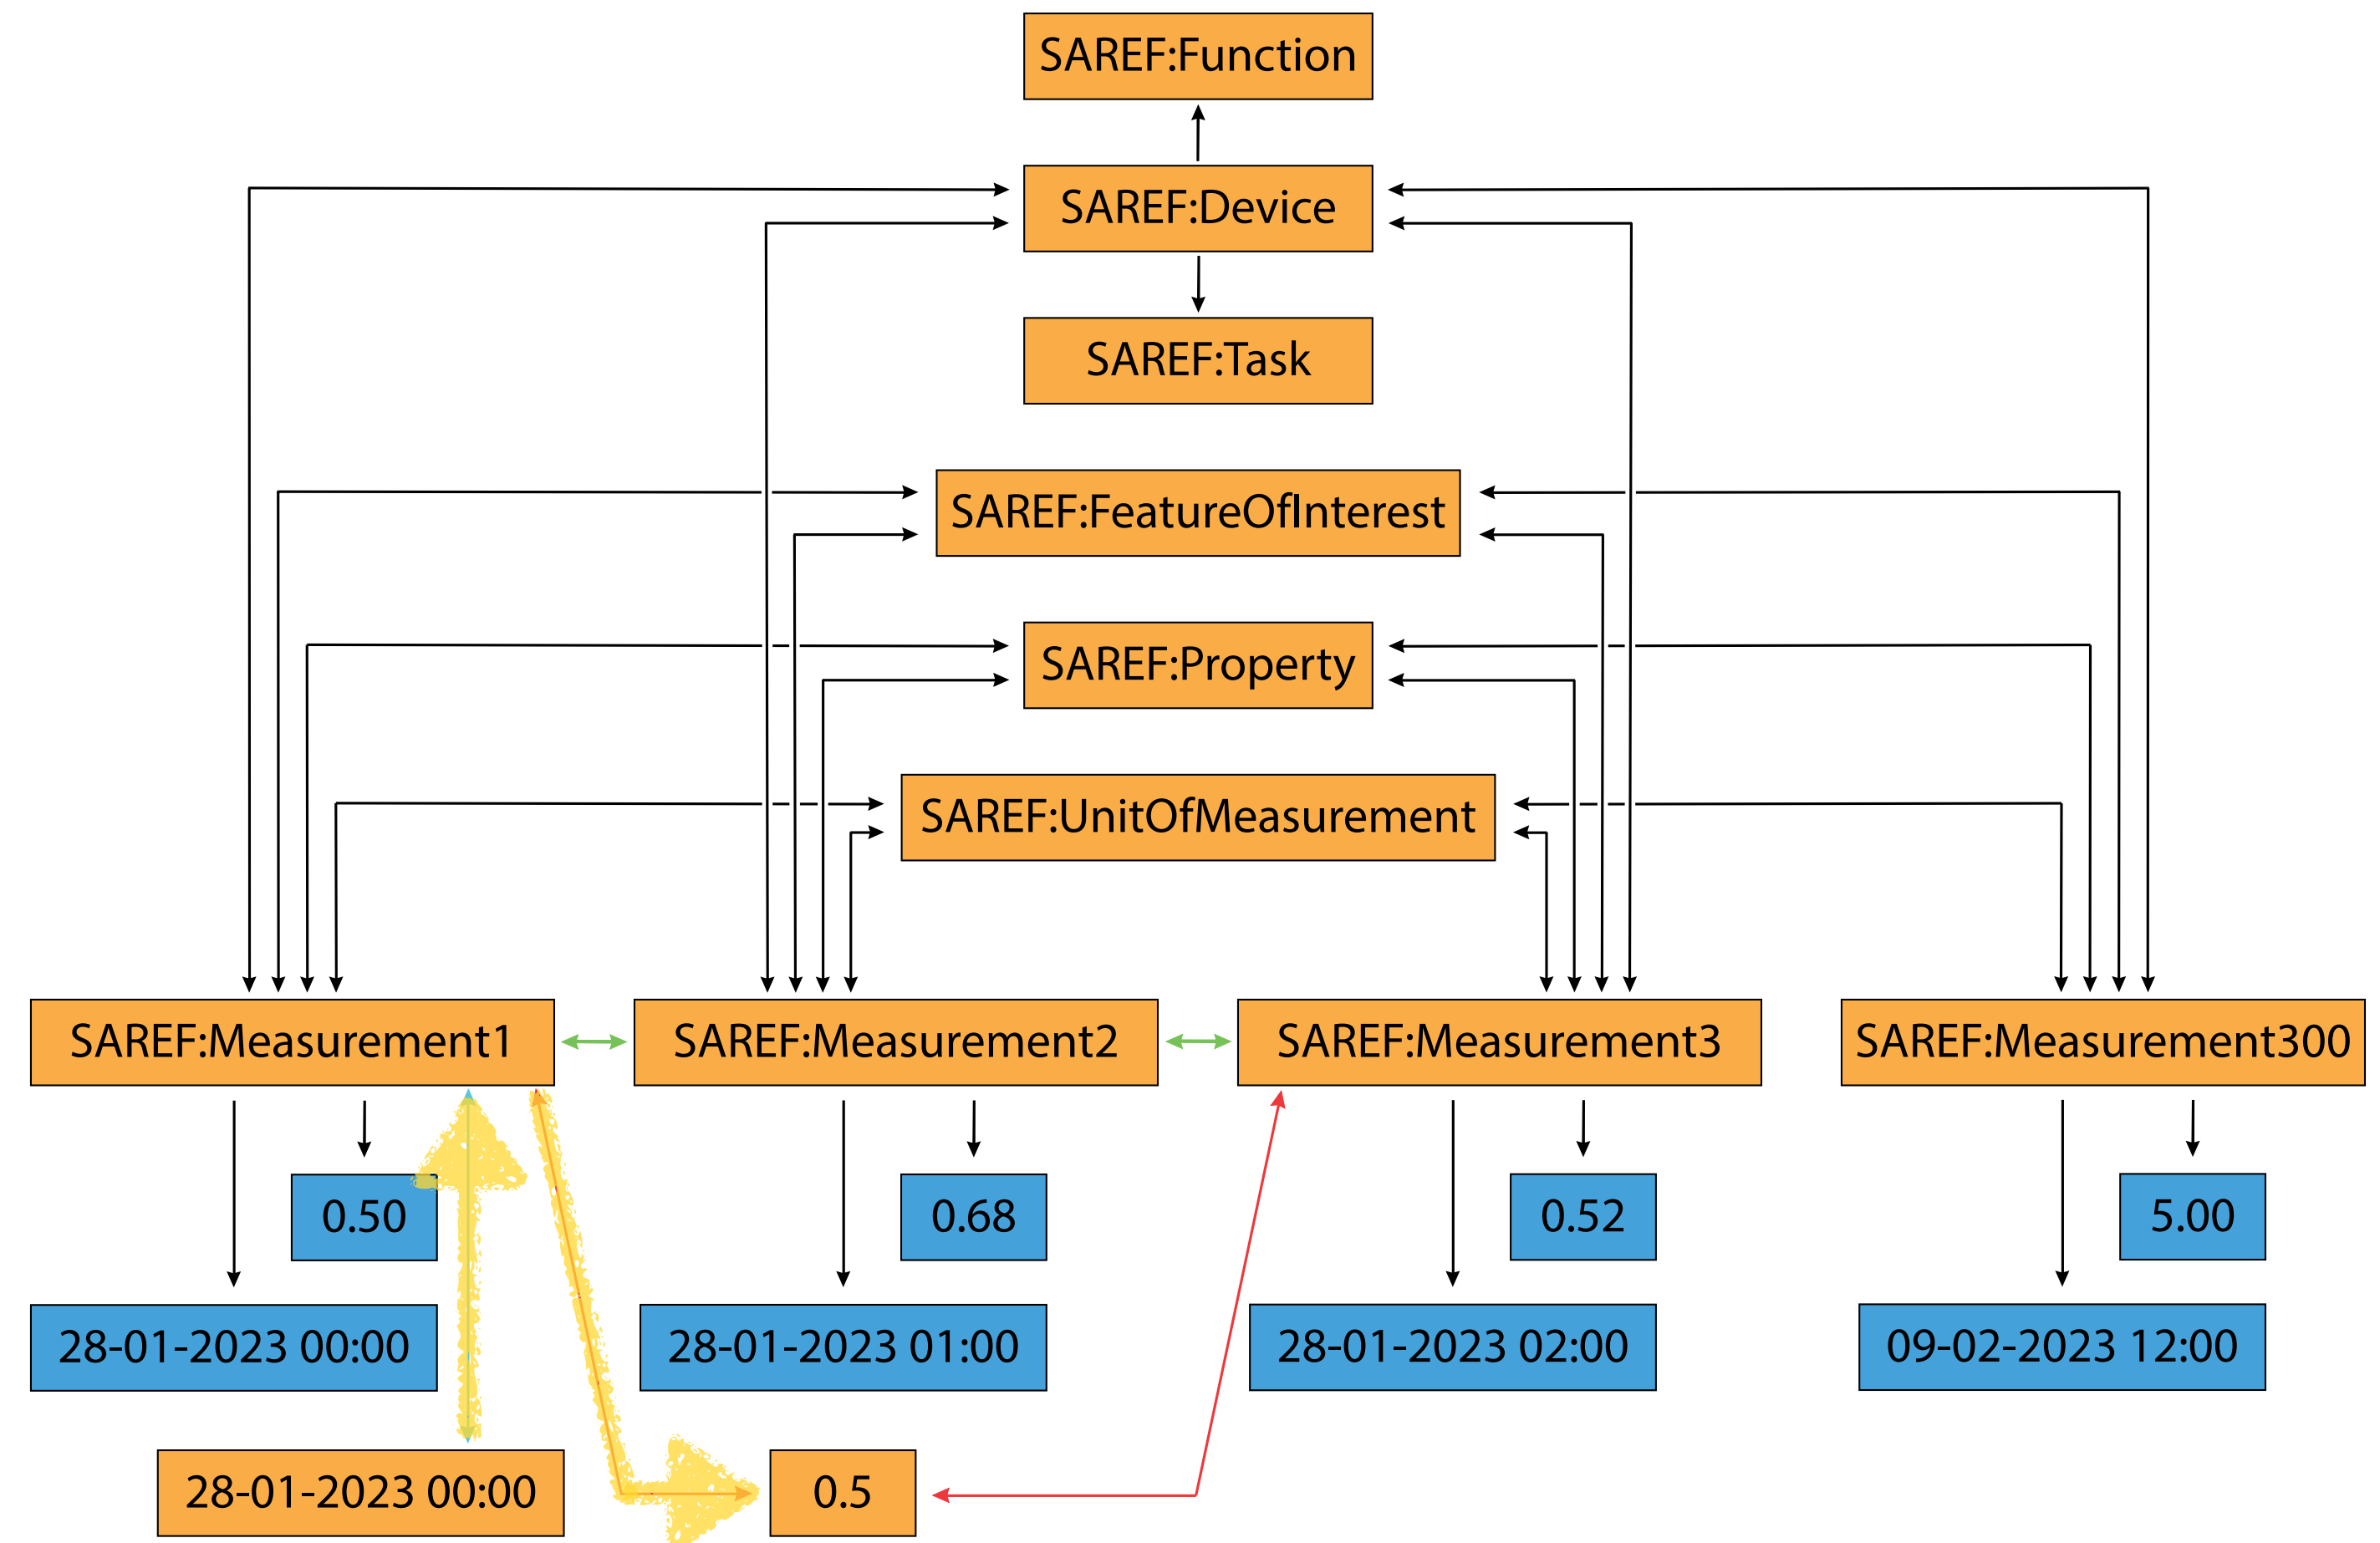 SAREF:Function
SAREF:Device
SAREF:Task
SAREF:FeatureOfInterest
SAREF:Property
SAREF:UnitOfMeasurement
SAREF:Measurement1
SAREF:Measurement2
SAREF:Measurement3
SAREF:Measurement300
0.50
0.68
0.52
5.00
28-01-2023 00:00
28-01-2023 01:00
28-01-2023 02:00
09-02-2023 12:00
28-01-2023 00:00
0.5